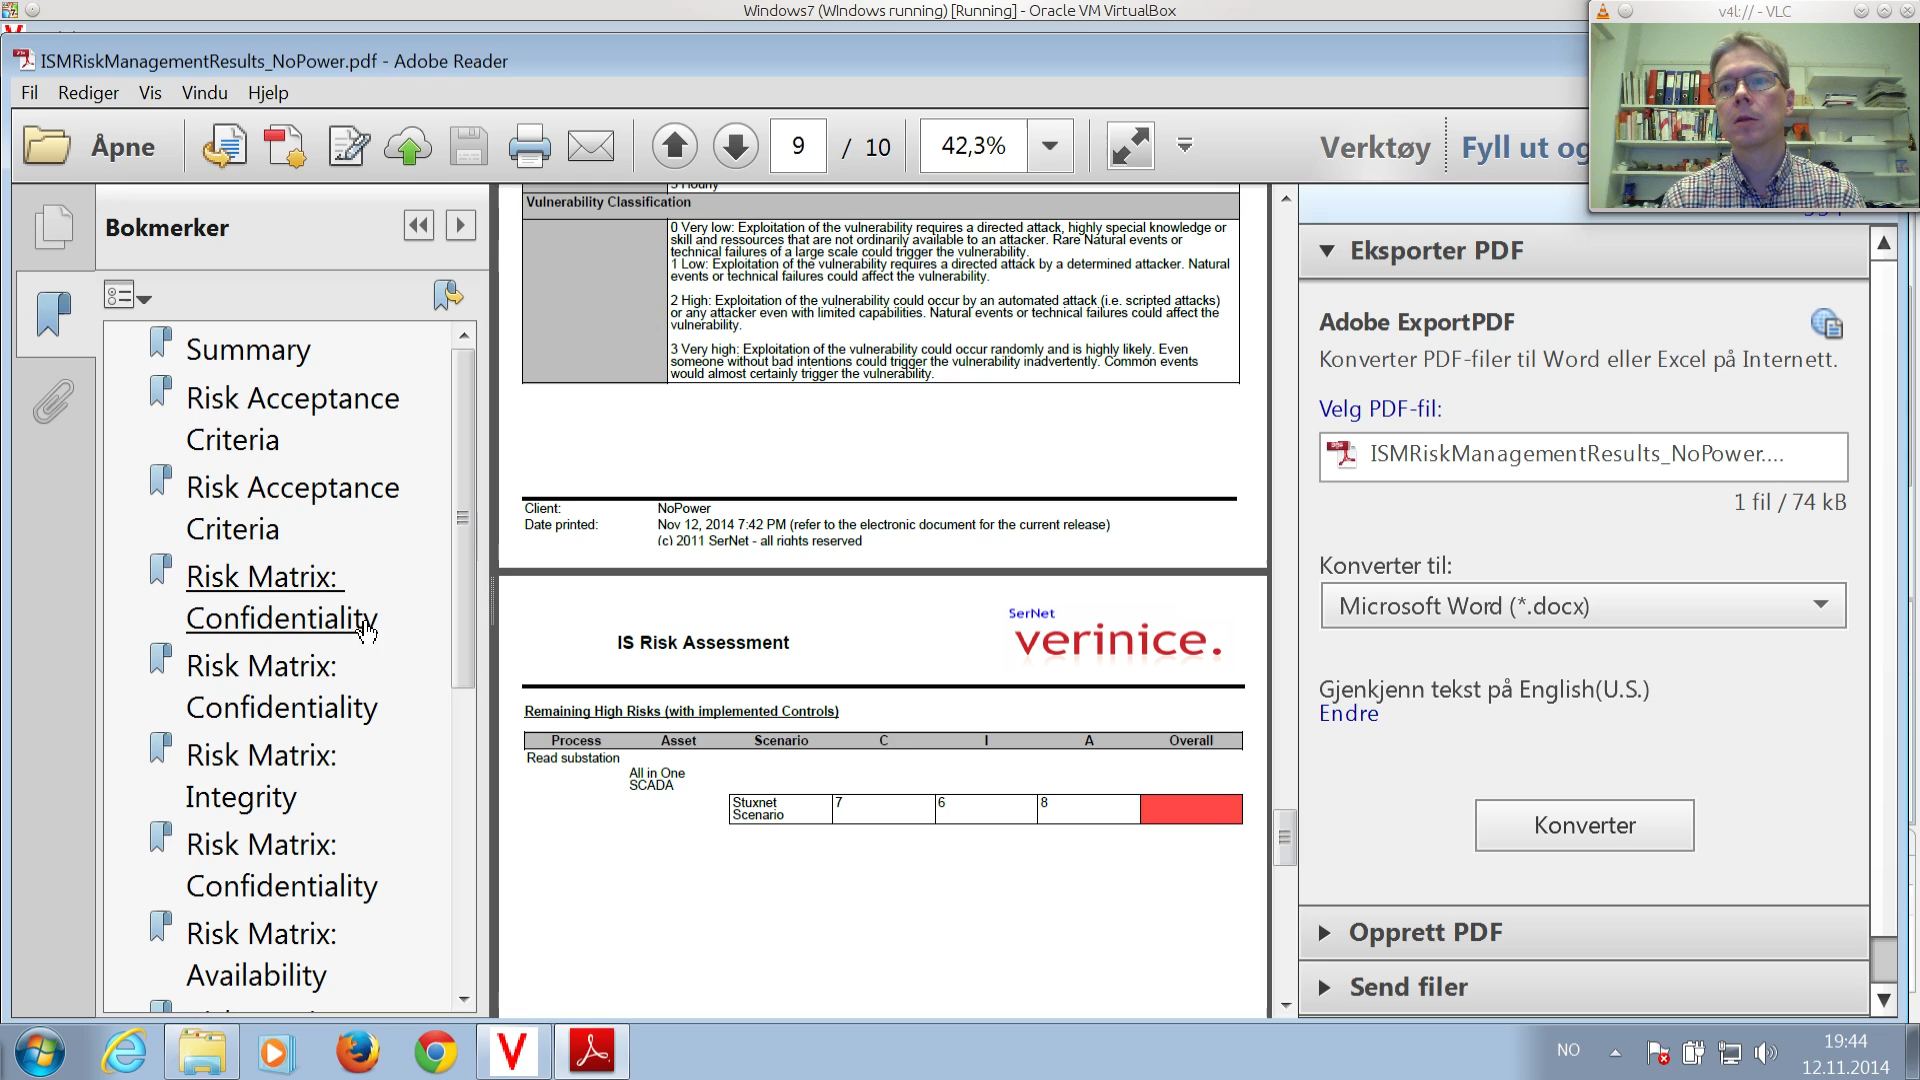 Windows7 (WIndows running) [Running] - Oracle VM VirtualBox
v4l:// - VLC
ISMRiskManagementResults_NoPower.pdf - Adobe Reader
Fil Rediger Vis Vindu Hjelp
Åpne
9 / 10
42,3%
Verktøy
Fyll ut og
Bokmerker
Summary
Risk Acceptance
Criteria
Risk Acceptance
Criteria
Risk Matrix:
Confidentiality
Risk Matrix:
Confidentiality
Risk Matrix:
Integrity
Risk Matrix:
Confidentiality
Risk Matrix:
Availability
5 Hourly
Vulnerability Classification
0 Very low: Exploitation of the vulnerability requires a directed attack, highly special knowledge or
skill and ressources that are not ordinarily available to an attacker. Rare Natural events or
technical failures of a large scale could trigger the vulnerability.
1 Low: Exploitation of the vulnerability requires a directed attack by a determined attacker. Natural
events or technical failures could affect the vulnerability.
2 High: Exploitation of the vulnerability could occur by an automated attack (i.e. scripted attacks)
or any attacker even with limited capabilities. Natural events or technical failures could affect the
vulnerability.
3 Very high: Exploitation of the vulnerability could occur randomly and is highly likely. Even
someone without bad intentions could trigger the vulnerability inadvertently. Common events
would almost certainly trigger the vulnerability.
Client: NoPower
Date printed: Nov 12, 2014 7:42 PM (refer to the electronic document for the current release)
(c) 2011 SerNet - all rights reserved
IS Risk Assessment
SerNet
verinice.
Remaining High Risks (with implemented Controls)
Process Asset Scenario C I A Overall
Read substation
All in One
SCADA
Stuxnet
Scenario
7 6 8
Eksporter PDF
Adobe ExportPDF
Konverter PDF-filer til Word eller Excel på Internett.
Velg PDF-fil:
ISMRiskManagementResults_NoPower....
1 fil / 74 kB
Konverter til:
Microsoft Word (*.docx)
Gjenkjenn tekst på English(U.S.)
Endre
Konverter
Opprett PDF
Send filer
NO
19:44
12.11.2014